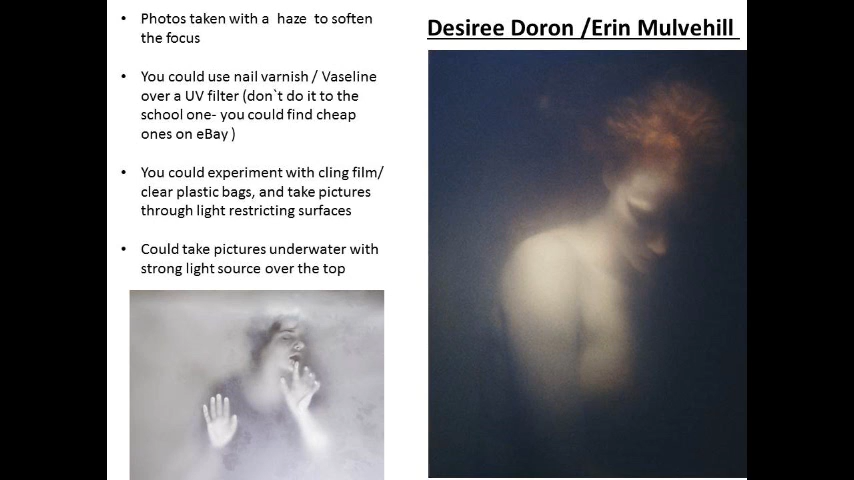 • Photos taken with a haze to soften
the focus
• You could use nail varnish / Vaseline
over a UV filter (don`t do it to the
school one- you could find cheap
ones on eBay )
• You could experiment with cling film/
clear plastic bags, and take pictures
through light restricting surfaces
• Could take pictures underwater with
strong light source over the top
Desiree Doron /Erin Mulvehill